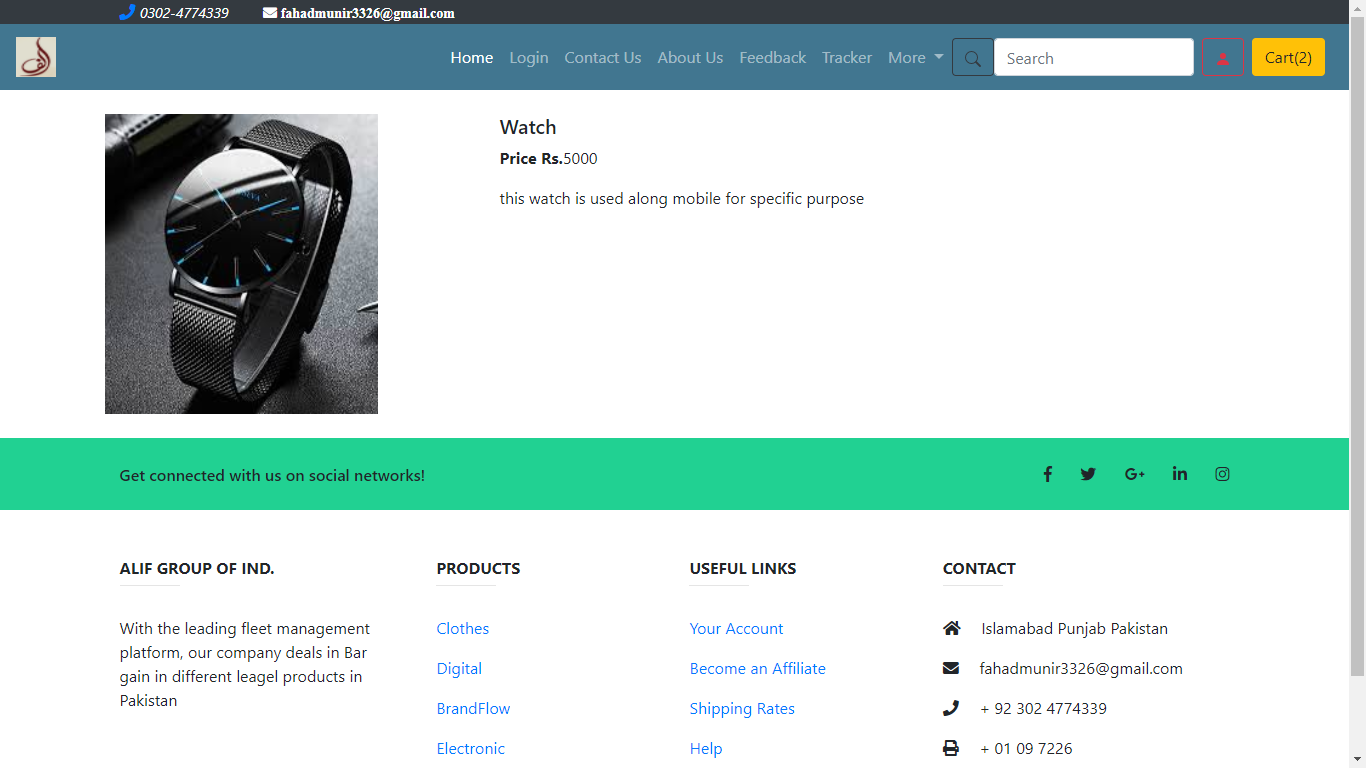 0302-4774339 fahadmunir3326@gmail.com
Home Login Contact Us About Us Feedback Tracker More Search Cart(2)
Watch
Price Rs.5000
this watch is used along mobile for specific purpose
Get connected with us on social networks!
ALIF GROUP OF IND.
With the leading fleet management
platform, our company deals in Bar
gain in different leagel products in
Pakistan
PRODUCTS
Clothes
Digital
BrandFlow
Electronic
USEFUL LINKS
Your Account
Become an Affiliate
Shipping Rates
Help
CONTACT
Islamabad Punjab Pakistan
fahadmunir3326@gmail.com
+ 92 302 4774339
+ 01 09 7226